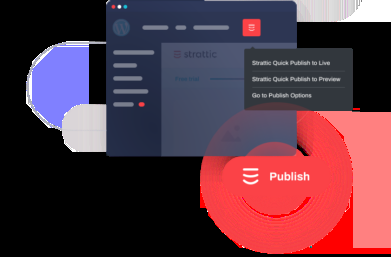 strattic
Strattic Quick Publish to Live
Strattic Quick Publish to Preview
Go to Publish Options
Publish